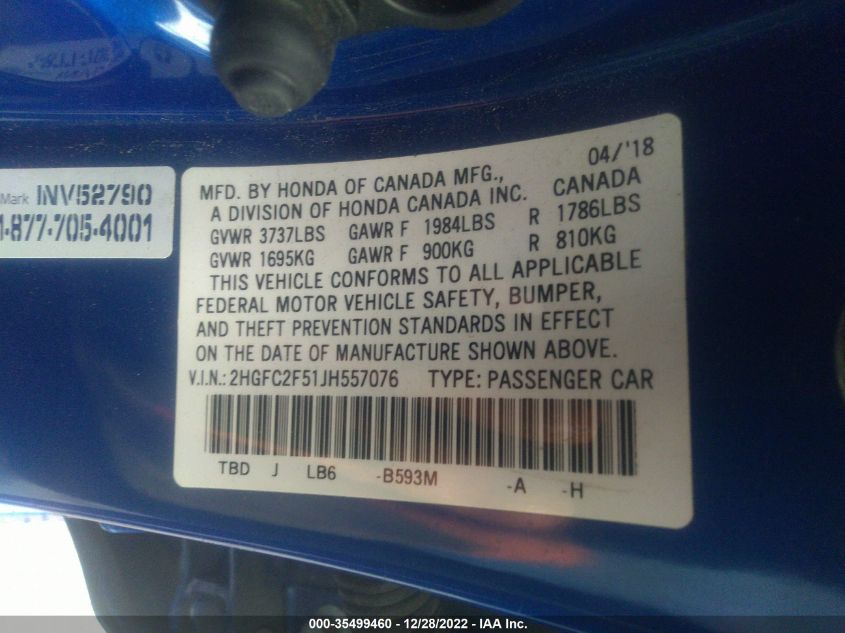 Mark INV52790
1-877-705-4001
04/'18
MFD. BY HONDA OF CANADA MFG.,
A DIVISION OF HONDA CANADA INC. CANADA
GVWR 3737LBS GAWR F 1984LBS R 1786LBS
GVWR 1695KG GAWR F 900KG R 810KG
THIS VEHICLE CONFORMS TO ALL APPLICABLE
FEDERAL MOTOR VEHICLE SAFETY, BUMPER,
AND THEFT PREVENTION STANDARDS IN EFFECT
ON THE DATE OF MANUFACTURE SHOWN ABOVE.
V.I.N.: 2HGFC2F51JH557076 TYPE: PASSENGER CAR
TBD J LB6 -B593M -A -H
000-35499460 - 12/28/2022 - IAA Inc.